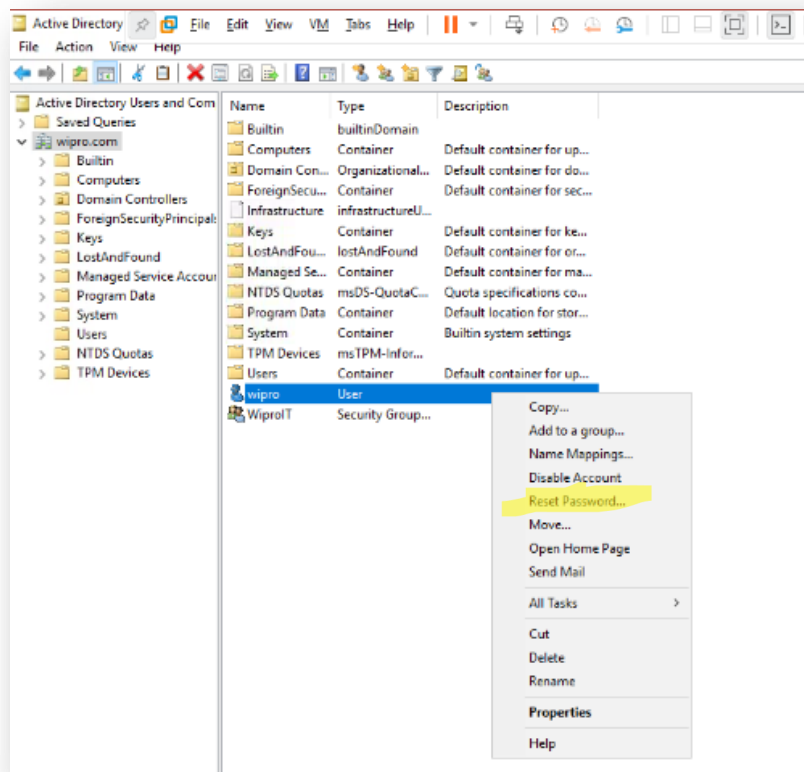 Active Directory File Edit View VM Tabs Help
File Action View Help
Active Directory Users and Com
Saved Queries
wipro.com
Builtin
Computers
Domain Controllers
ForeignSecurityPrincipals
Keys
LostAndFound
Managed Service Accour
Program Data
System
Users
NTDS Quotas
TPM Devices
Name Type Description
Builtin builtinDomain
Computers Container Default container for up...
Domain Con... Organizational... Default container for do...
ForeignSecu... Container Default container for sec...
Infrastructure infrastructureU...
Keys Container Default container for ke...
LostAndFou... lostAndFound Default container for or...
Managed Se... Container Default container for ma...
NTDS Quotas msDS-QuotaC... Quota specifications co...
Program Data Container Default location for stor...
System Container Builtin system settings
TPM Devices msTPM-Infor...
Users Container Default container for up...
wipro User
WiproIT Security Group...
Copy...
Add to a group...
Name Mappings...
Disable Account
Reset Password...
Move...
Open Home Page
Send Mail
All Tasks
Cut
Delete
Rename
Properties
Help